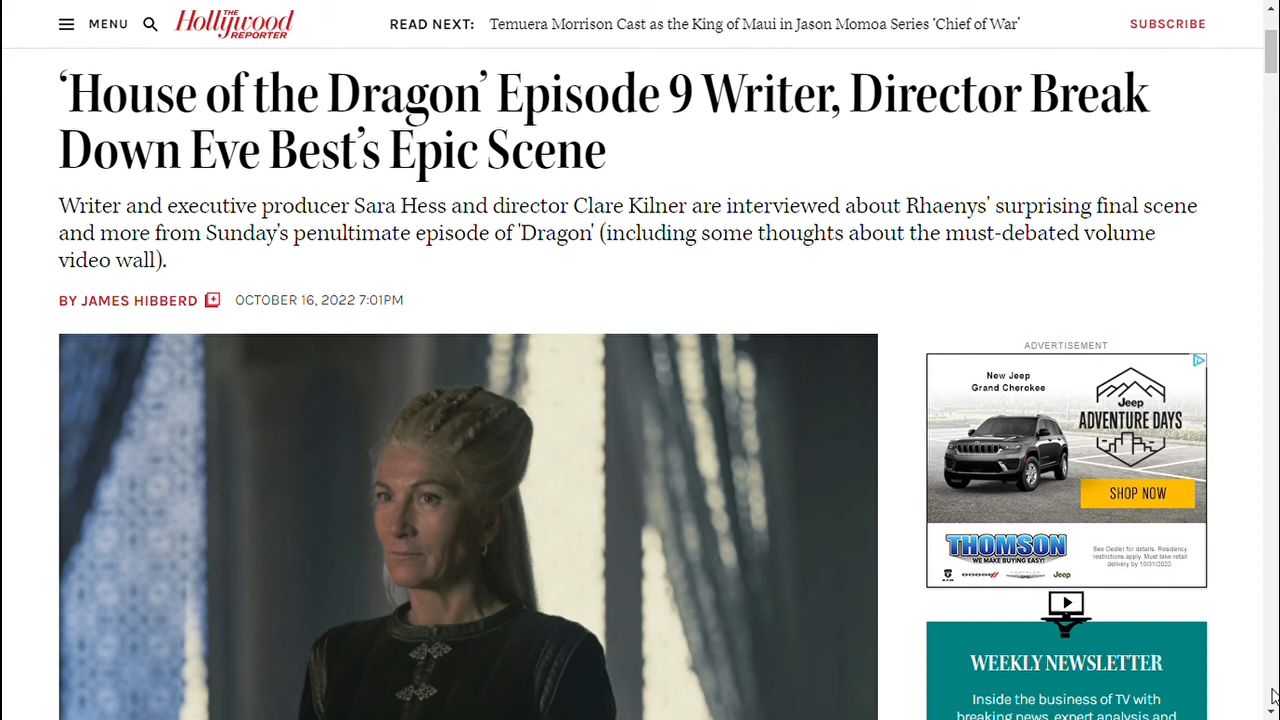 MENU
THE
Hollywood
REPORTER
READ NEXT: Temuera Morrison Cast as the King of Maui in Jason Momoa Series ‘Chief of War’
SUBSCRIBE
‘House of the Dragon’ Episode 9 Writer, Director Break
Down Eve Best’s Epic Scene
Writer and executive producer Sara Hess and director Clare Kilner are interviewed about Rhaenys' surprising final scene
and more from Sunday's penultimate episode of 'Dragon' (including some thoughts about the must-debated volume
video wall).
BY JAMES HIBBERD OCTOBER 16, 2022 7:01PM
ADVERTISEMENT
New Jeep
Grand Cherokee
Jeep
ADVENTURE DAYS
SHOP NOW
THOMSON
WE MAKE BUYING EASY!
RAM DODGE CHRYSLER Jeep
See Dealer for details. Residency
restrictions apply. Must take retail
delivery by 10/31/2022.
WEEKLY NEWSLETTER
Inside the business of TV with
breaking news, expert analysis and